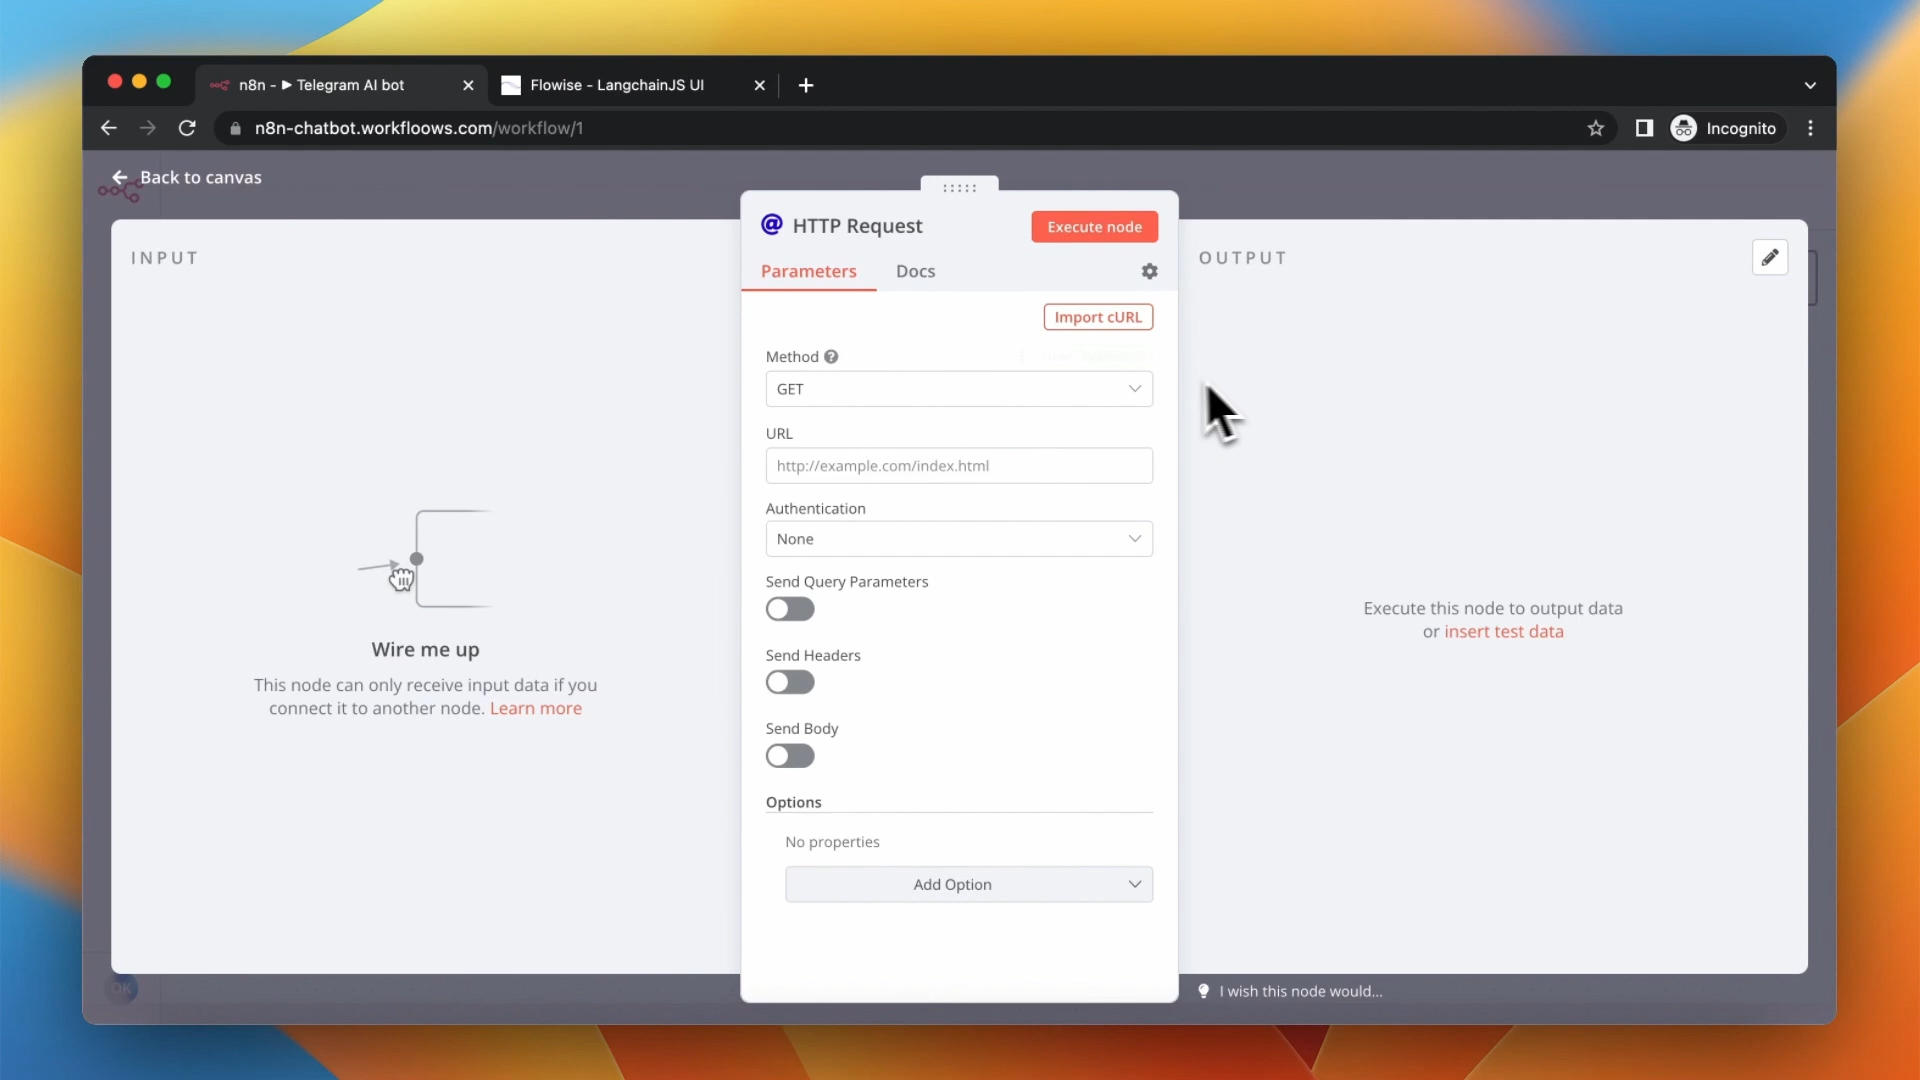 n8n - ▶ Telegram AI bot
Flowise - LangchainJS UI
n8n-chatbot.workfloows.com/workflow/1
Incognito
Back to canvas
INPUT
Wire me up
This node can only receive input data if you
connect it to another node. Learn more
HTTP Request
Execute node
Parameters
Docs
Import cURL
Method
GET
URL
http://example.com/index.html
Authentication
None
Send Query Parameters
Send Headers
Send Body
Options
No properties
Add Option
OUTPUT
Execute this node to output data
or insert test data
OK
I wish this node would...